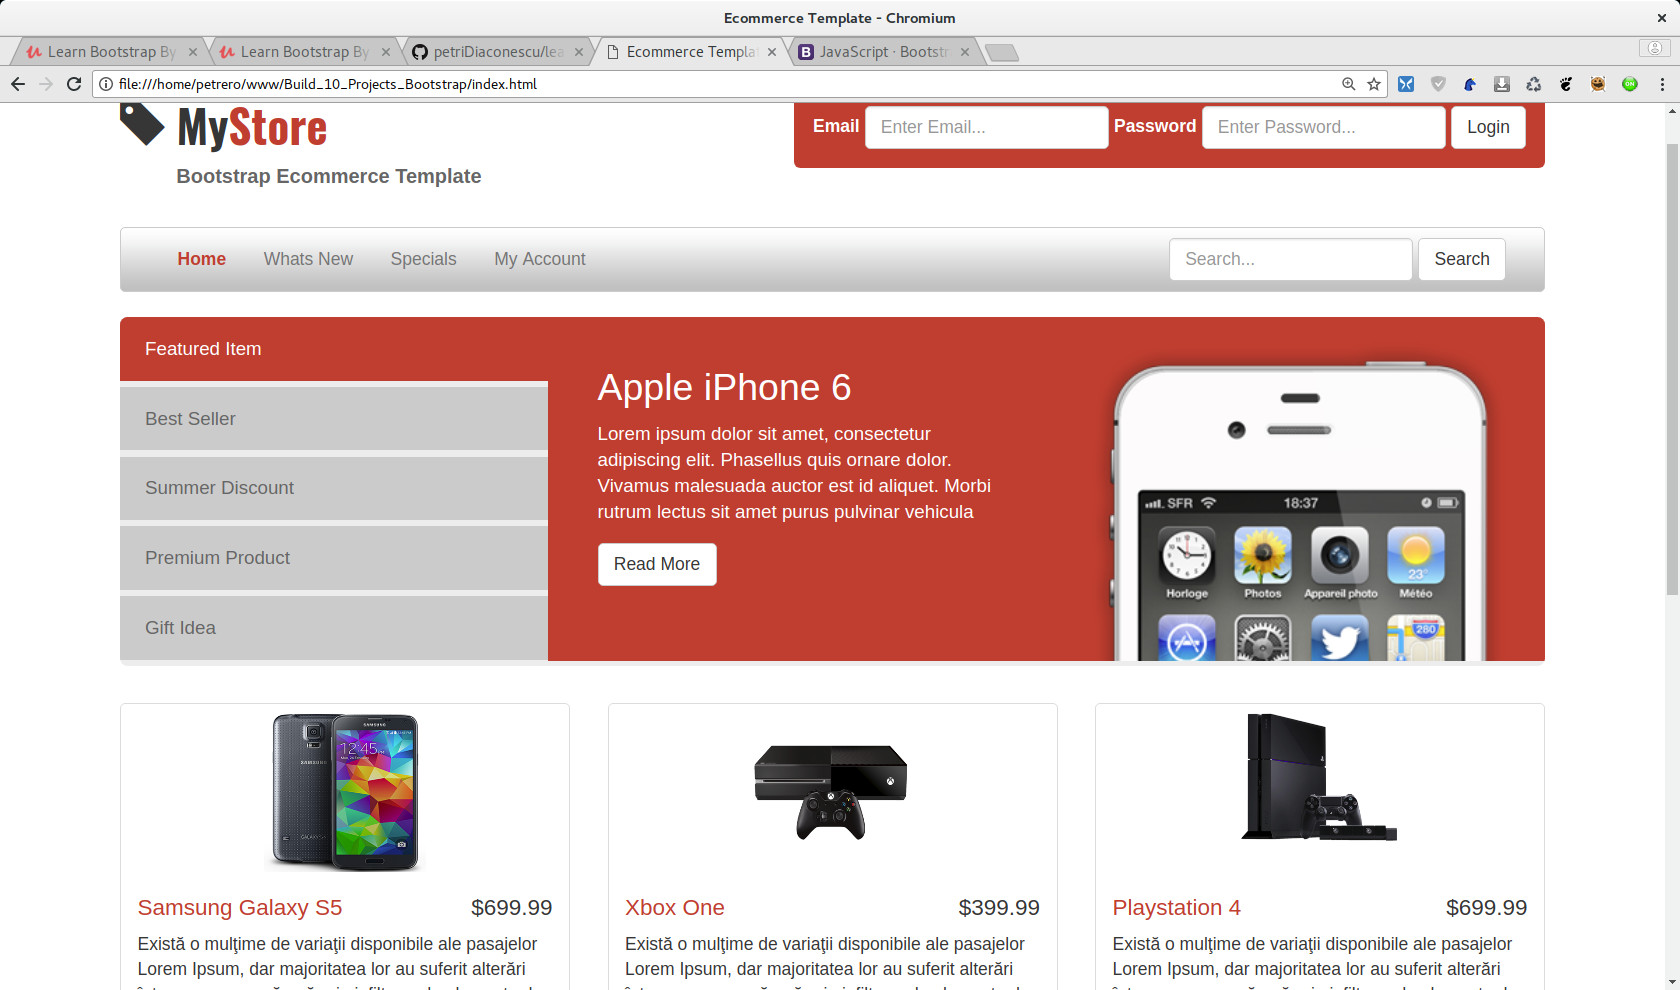 Ecommerce Template - Chromium
Learn Bootstrap By
Learn Bootstrap By
petriDiaconescu/lea
Ecommerce Templa
JavaScript · Bootstr
file:///home/petrero/www/Build_10_Projects_Bootstrap/index.html
MyStore
Bootstrap Ecommerce Template
Email Enter Email... Password Enter Password... Login
Home Whats New Specials My Account Search... Search
Featured Item
Best Seller
Summer Discount
Premium Product
Gift Idea
Apple iPhone 6
Lorem ipsum dolor sit amet, consectetur
adipiscing elit. Phasellus quis ornare dolor.
Vivamus malesuada auctor est id aliquet. Morbi
rutrum lectus sit amet purus pulvinar vehicula
Read More
SFR 18:37
23°
Horloge Photos Appareil photo Météo
280
SAMSUNG
SAMSUNG
12:45
Samsung Galaxy S5 $699.99
Există o mulţime de variaţii disponibile ale pasajelor
Lorem Ipsum, dar majoritatea lor au suferit alterări
Xbox One $399.99
Există o mulţime de variaţii disponibile ale pasajelor
Lorem Ipsum, dar majoritatea lor au suferit alterări
Playstation 4 $699.99
Există o mulţime de variaţii disponibile ale pasajelor
Lorem Ipsum, dar majoritatea lor au suferit alterări